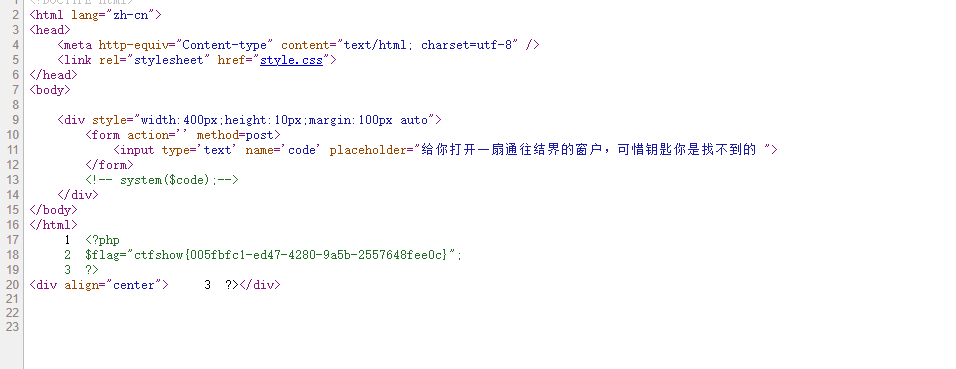 1 <!DOCTYPE html>
2 <html lang="zh-cn">
3 <head>
4 <meta http-equiv="Content-type" content="text/html; charset=utf-8" />
5 <link rel="stylesheet" href="style.css">
6 </head>
7 <body>
8
9 <div style="width:400px;height:10px;margin:100px auto">
10 <form action='' method=post>
11 <input type='text' name='code' placeholder="给你打开一扇通往结界的窗户，可惜钥匙你是找不到的 ">
12 </form>
13 <!-- system($code);-->
14 </div>
15 </body>
16 </html>
17 1 <?php
18 2 $flag="ctfshow{005fbfc1-ed47-4280-9a5b-2557648fee0c}";
19 3 ?>
20 <div align="center"> 3 ?></div>
21
22
23